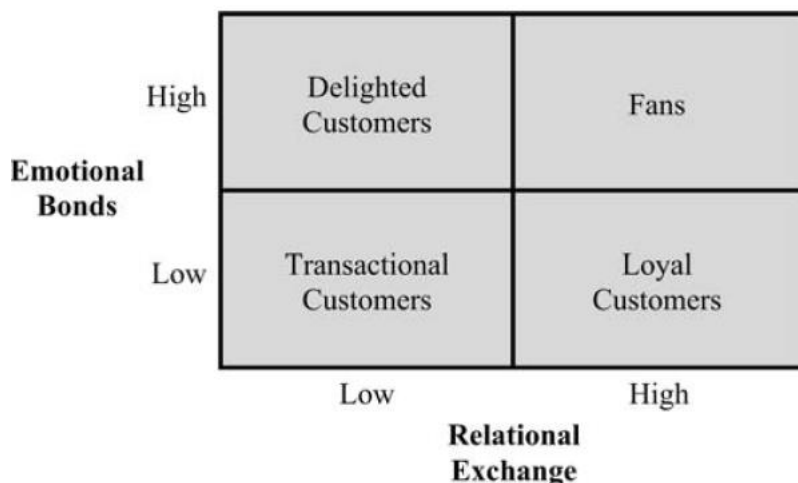 High
Delighted
Customers
Fans
Emotional
Bonds
Low
Transactional
Customers
Loyal
Customers
Low
High
Relational
Exchange